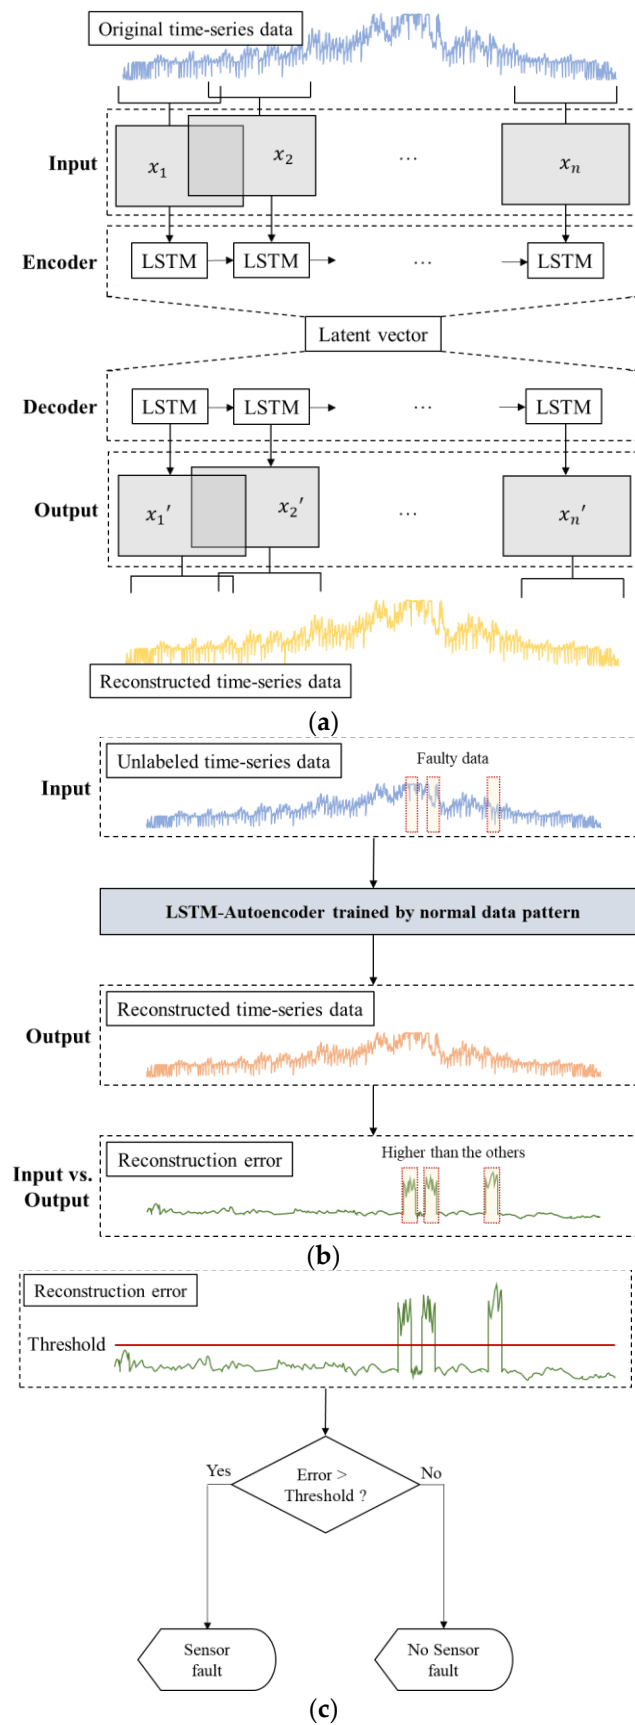 Original time-series data
Input
x₁
x₂
...
xₙ
Encoder
LSTM
LSTM
...
LSTM
Latent vector
Decoder
LSTM
LSTM
...
LSTM
Output
x₁′
x₂′
...
xₙ′
Reconstructed time-series data
(a)
Unlabeled time-series data
Faulty data
Input
LSTM-Autoencoder trained by normal data pattern
Reconstructed time-series data
Output
Reconstruction error
Higher than the others
Input vs.
Output
(b)
Reconstruction error
Threshold
Yes
Error >
Threshold ?
No
Sensor
fault
No Sensor
fault
(c)